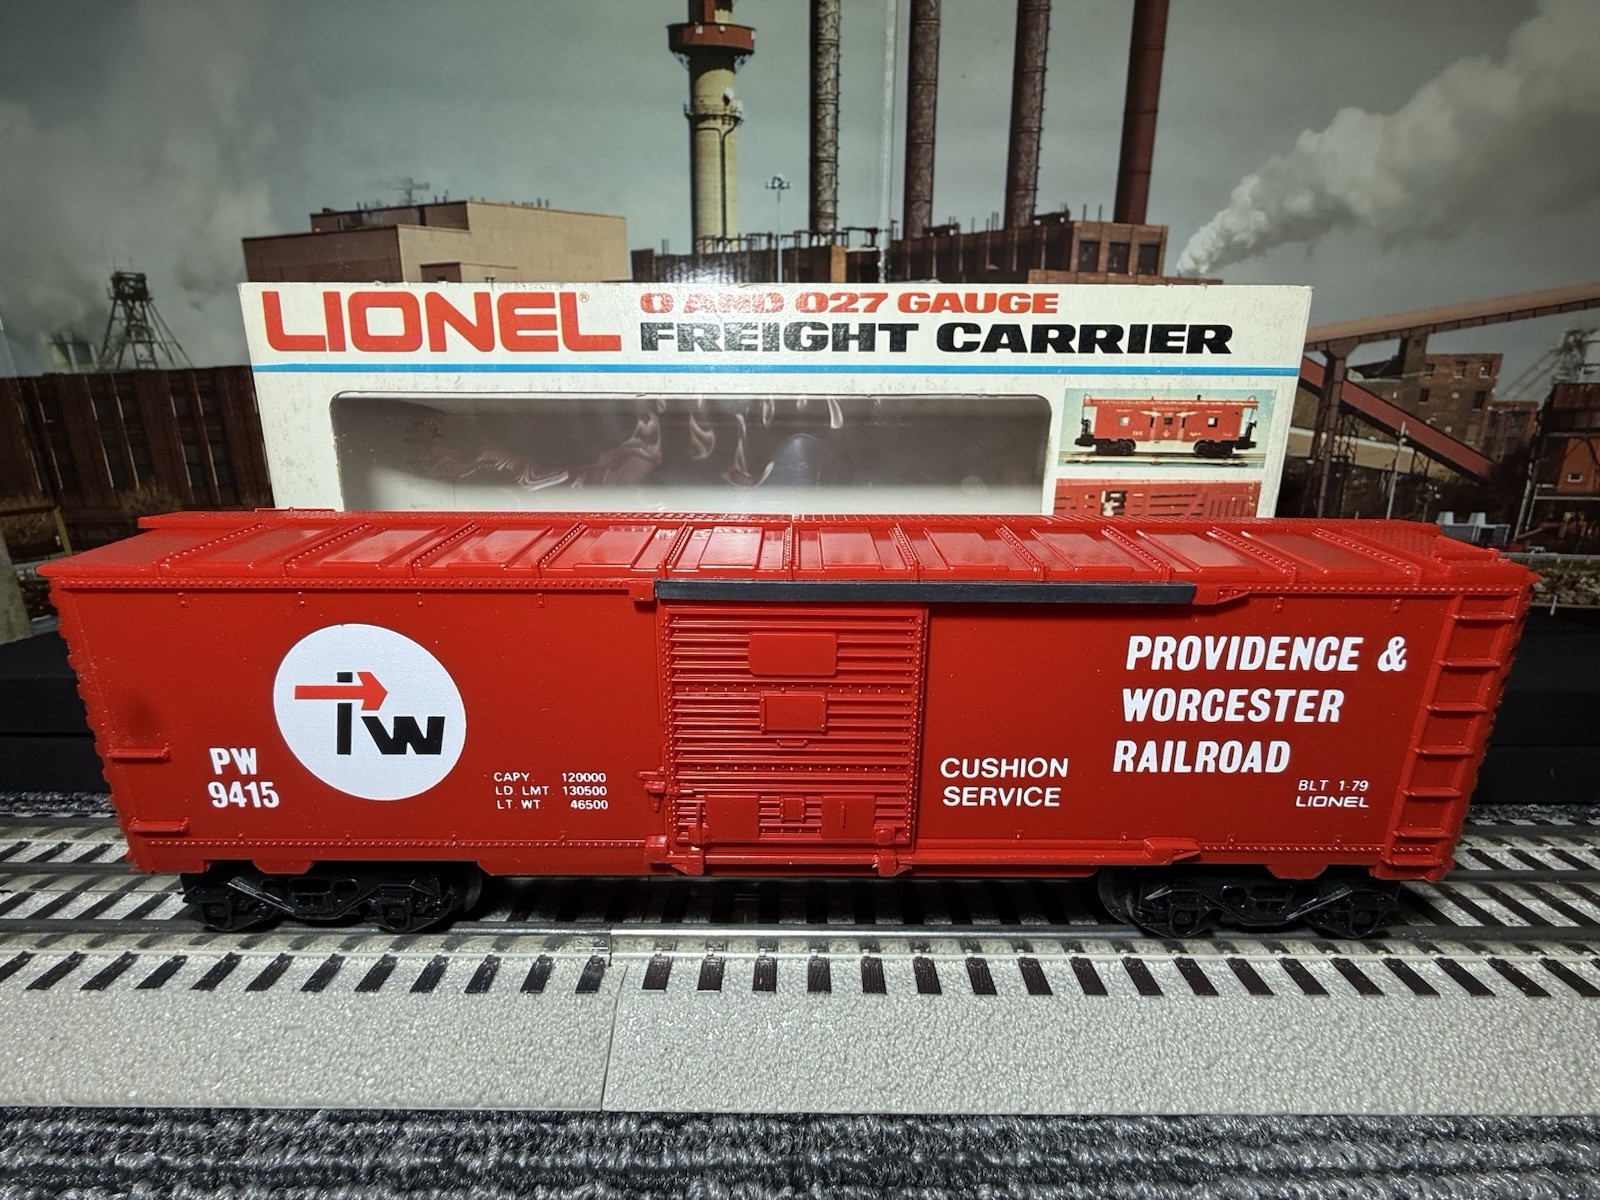 LIONEL®
O AND O27 GAUGE
FREIGHT CARRIER
PW
9415
CAPY. 120000
LD. LMT. 130500
LT. WT. 46500
CUSHION
SERVICE
PROVIDENCE &
WORCESTER
RAILROAD
BLT 1-79
LIONEL